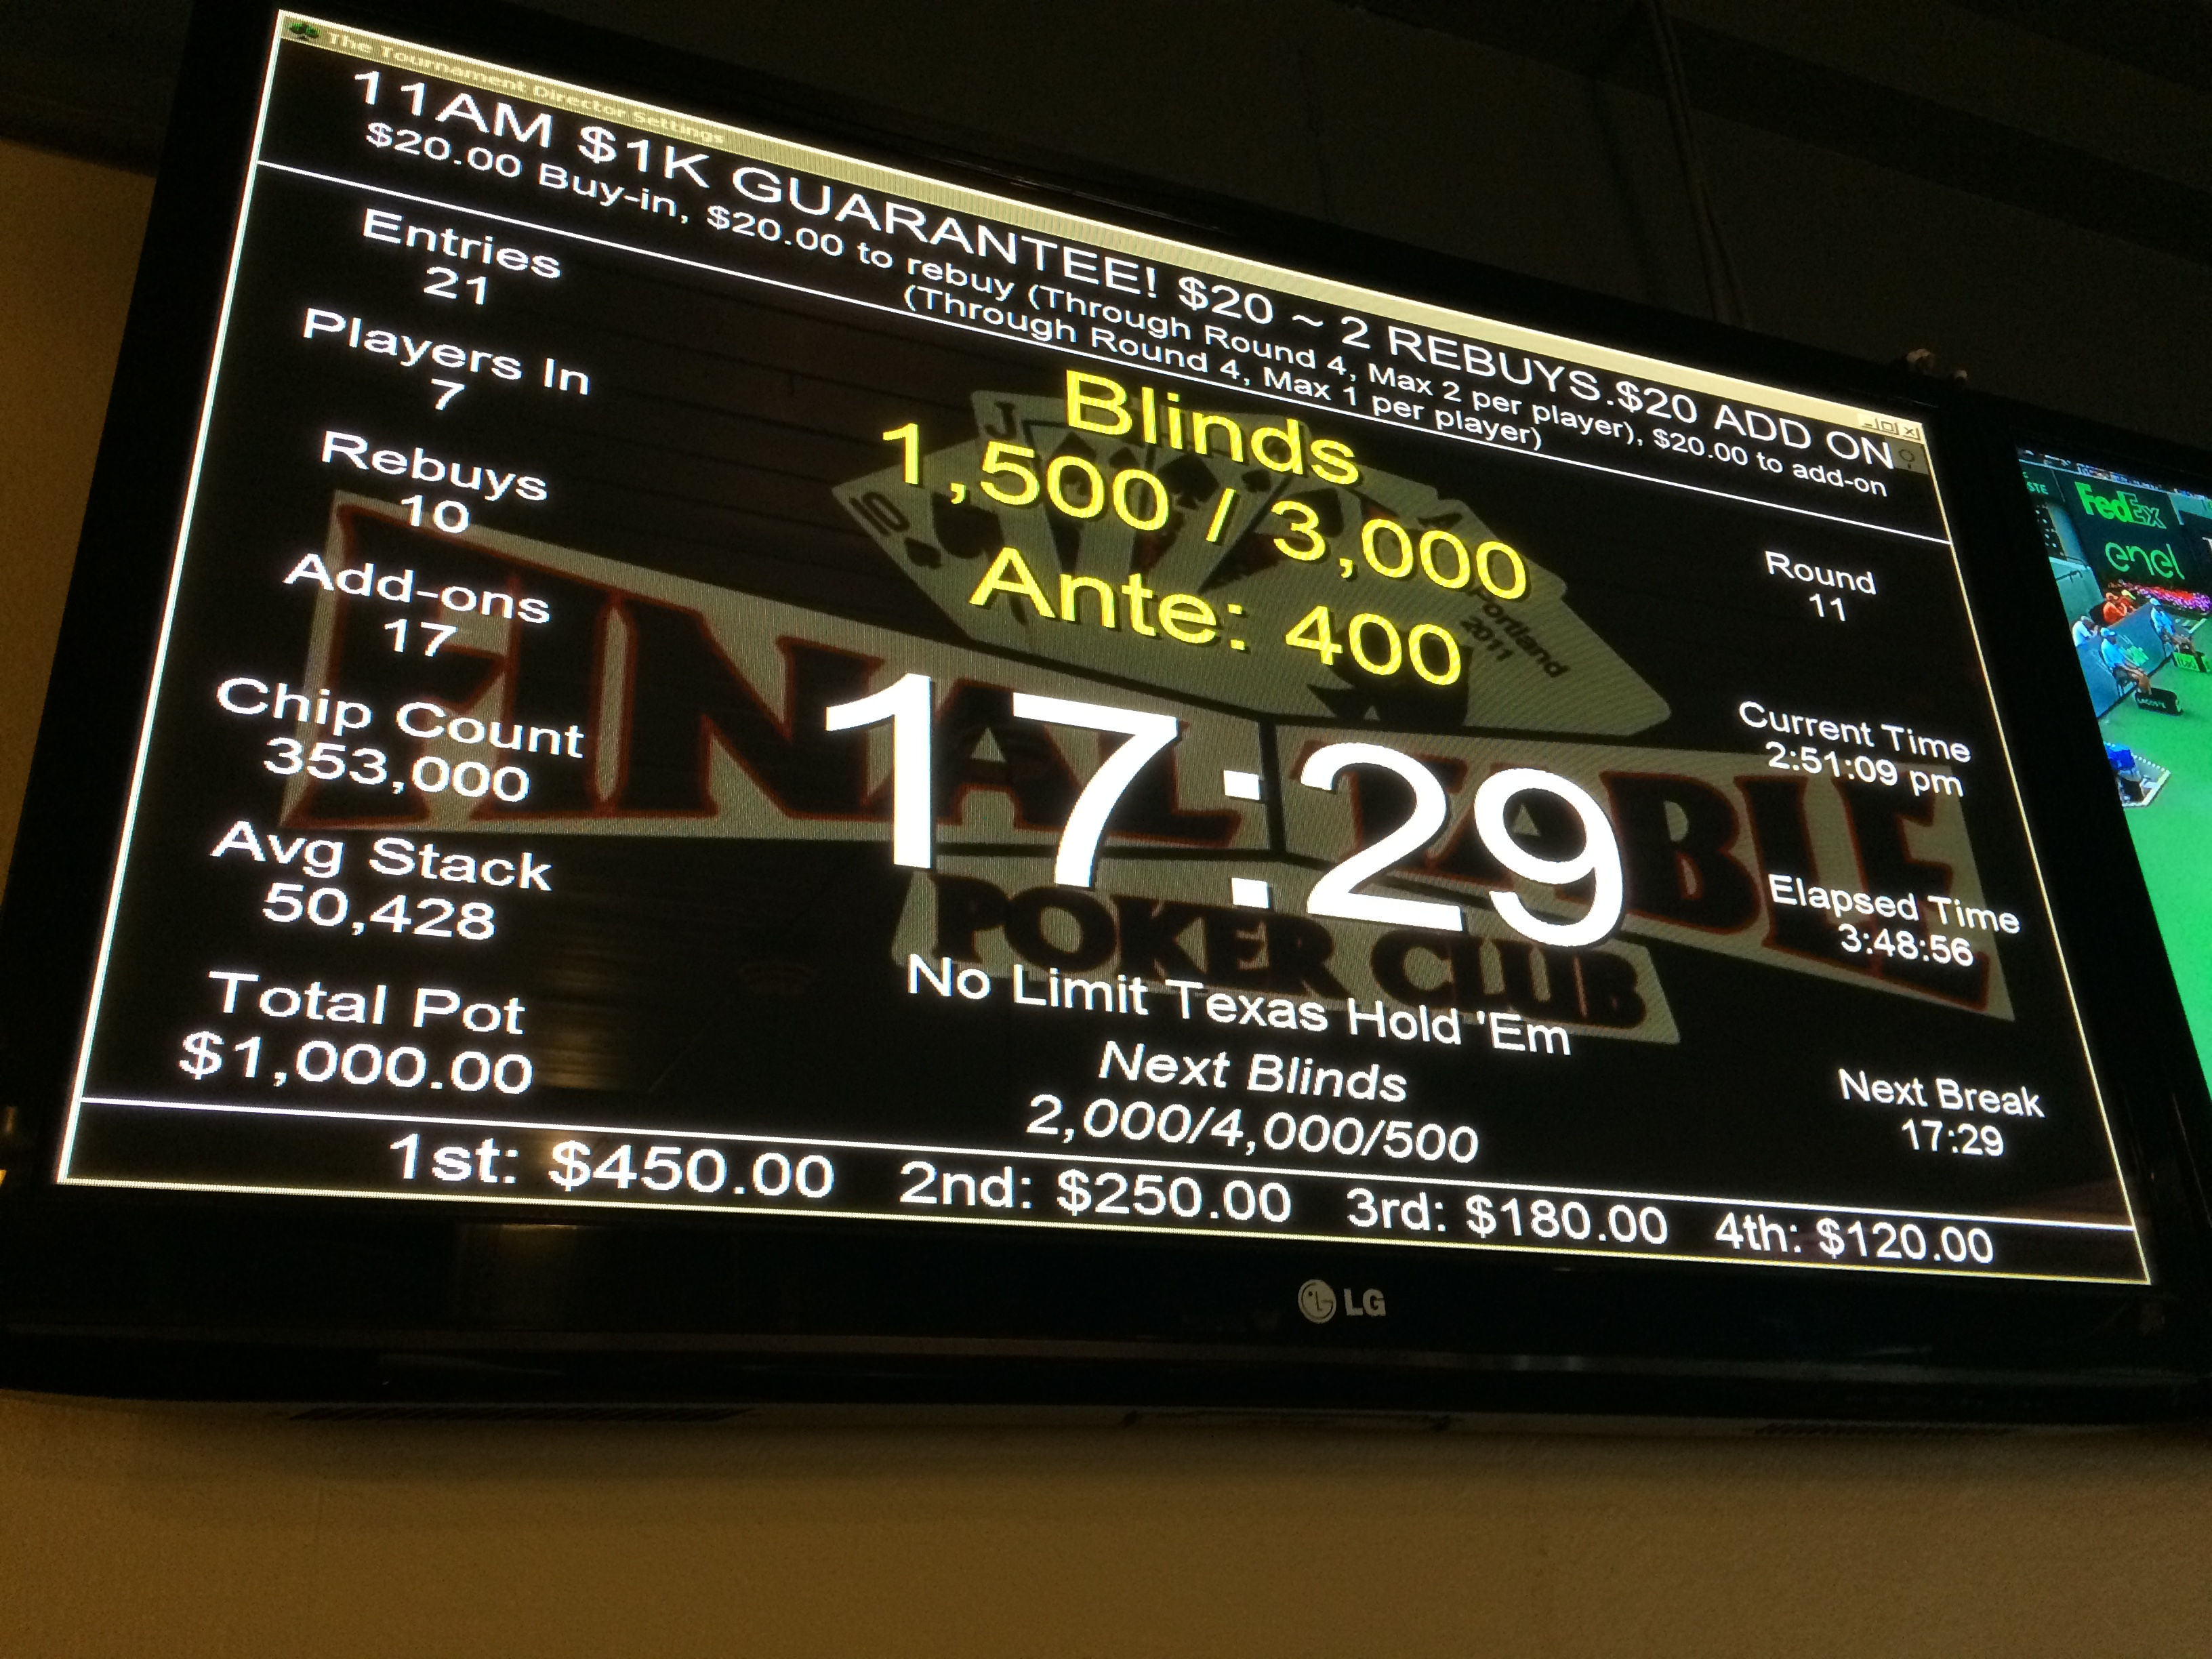 The Tournament Director Settings
11AM $1K GUARANTEE! $20 ~ 2 REBUYS.$20 ADD ON
$20.00 Buy-in, $20.00 to rebuy (Through Round 4, Max 2 per player), $20.00 to add-on
(Through Round 4, Max 1 per player)
Entries
21
Players In
7
Rebuys
10
Add-ons
17
Chip Count
353,000
Avg Stack
50,428
Total Pot
$1,000.00
Blinds
1,500 / 3,000
Ante: 400
17:29
No Limit Texas Hold 'Em
Next Blinds
2,000/4,000/500
J
10
Portland
2011
FINAL TABLE
POKER CLUB
Round
11
Current Time
2:51:09 pm
Elapsed Time
3:48:56
Next Break
17:29
1st: $450.00 2nd: $250.00 3rd: $180.00 4th: $120.00
LG
FedEx
enel